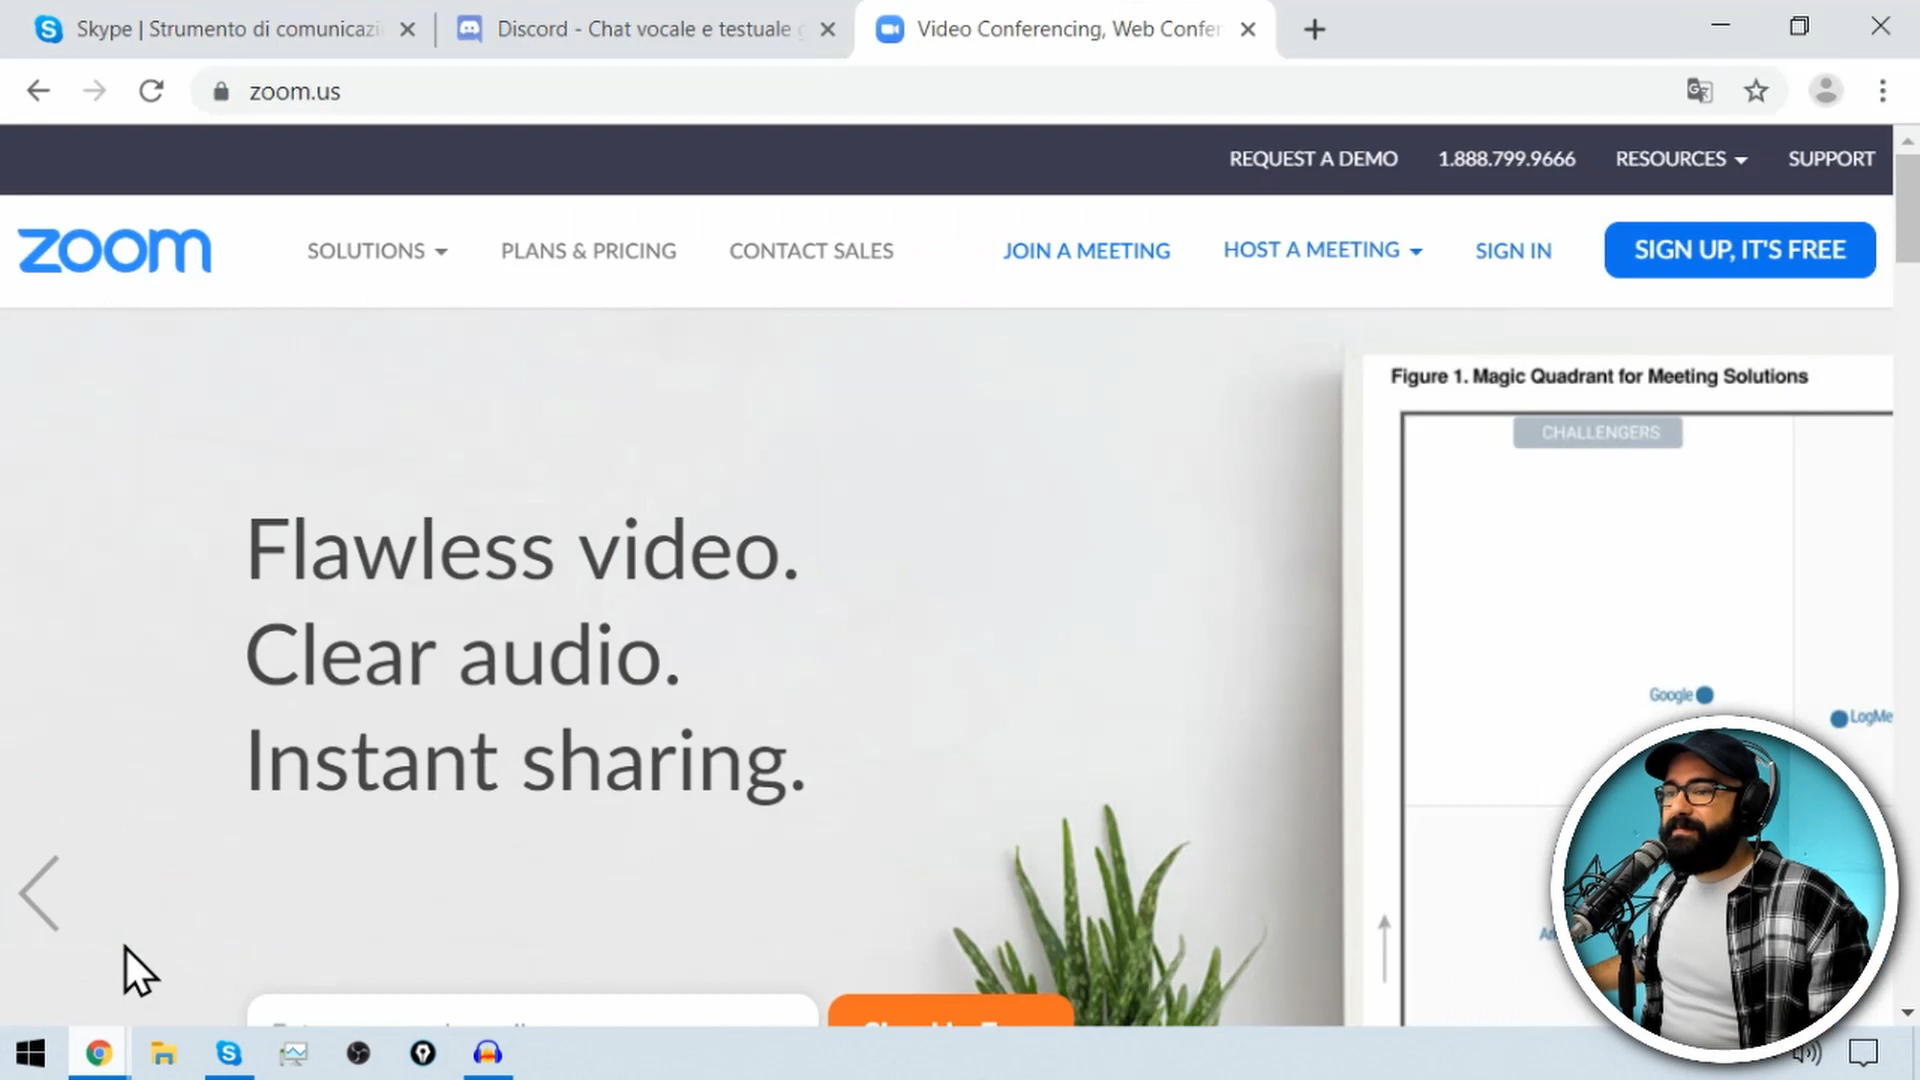 Skype | Strumento di comunicazi
Discord - Chat vocale e testuale
Video Conferencing, Web Confer
zoom.us
REQUEST A DEMO
1.888.799.9666
RESOURCES
SUPPORT
zoom
SOLUTIONS
PLANS & PRICING
CONTACT SALES
JOIN A MEETING
HOST A MEETING
SIGN IN
SIGN UP, IT'S FREE
Figure 1. Magic Quadrant for Meeting Solutions
CHALLENGERS
Flawless video.
Clear audio.
Instant sharing.
Google
LogMe